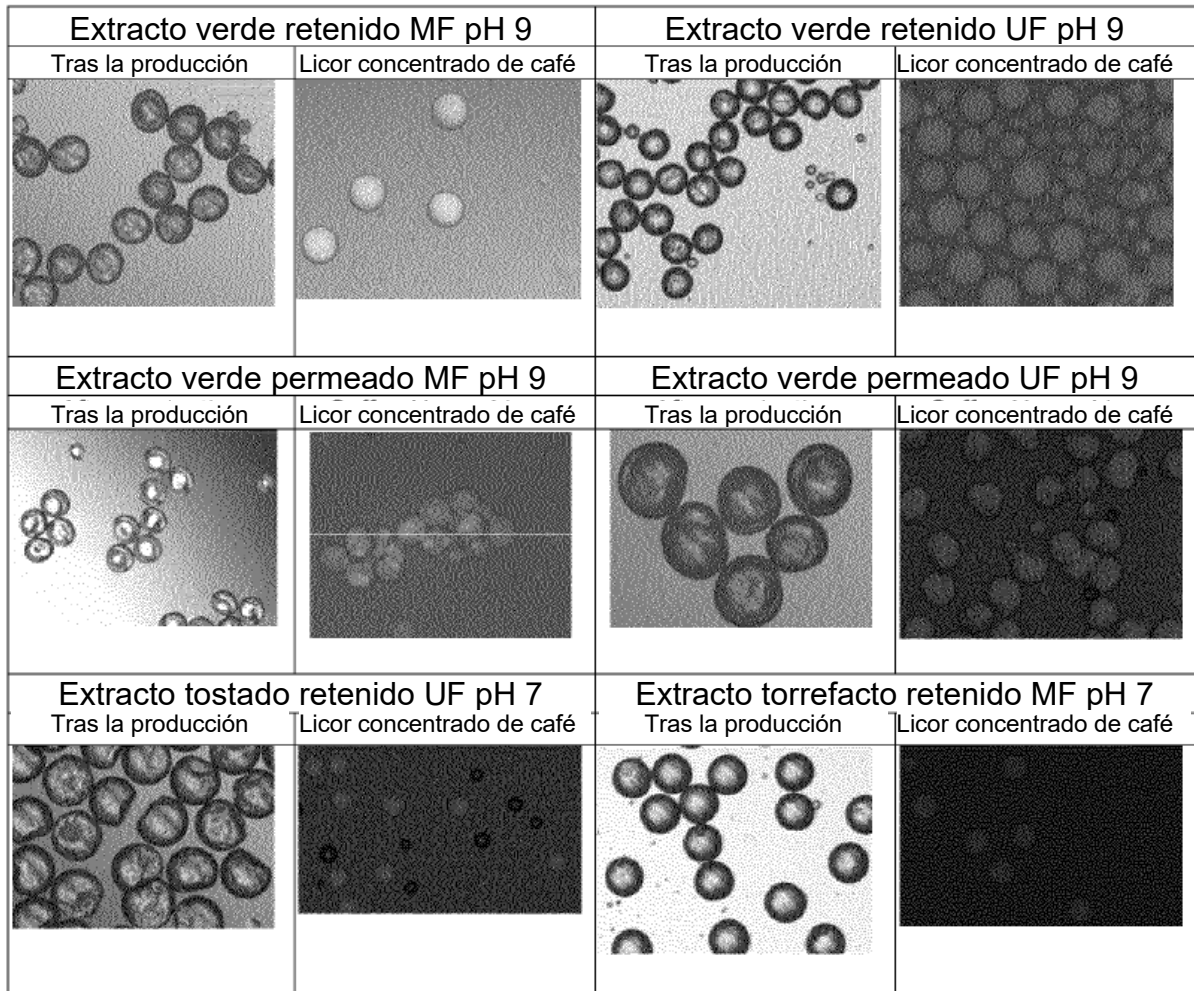 Extracto verde retenido MF pH 9
Extracto verde retenido UF pH 9
Tras la producción
Licor concentrado de café
Tras la producción
Licor concentrado de café
Extracto verde permeado MF pH 9
Extracto verde permeado UF pH 9
Tras la producción
Licor concentrado de café
Tras la producción
Licor concentrado de café
Extracto tostado retenido UF pH 7
Extracto torrefacto retenido MF pH 7
Tras la producción
Licor concentrado de café
Tras la producción
Licor concentrado de café